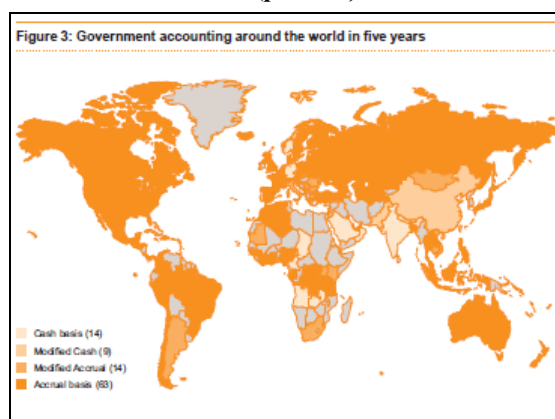 Figure 3: Government accounting around the world in five years
Cash basis (14)
Modified Cash (9)
Modified Accrual (14)
Accrual basis (63)